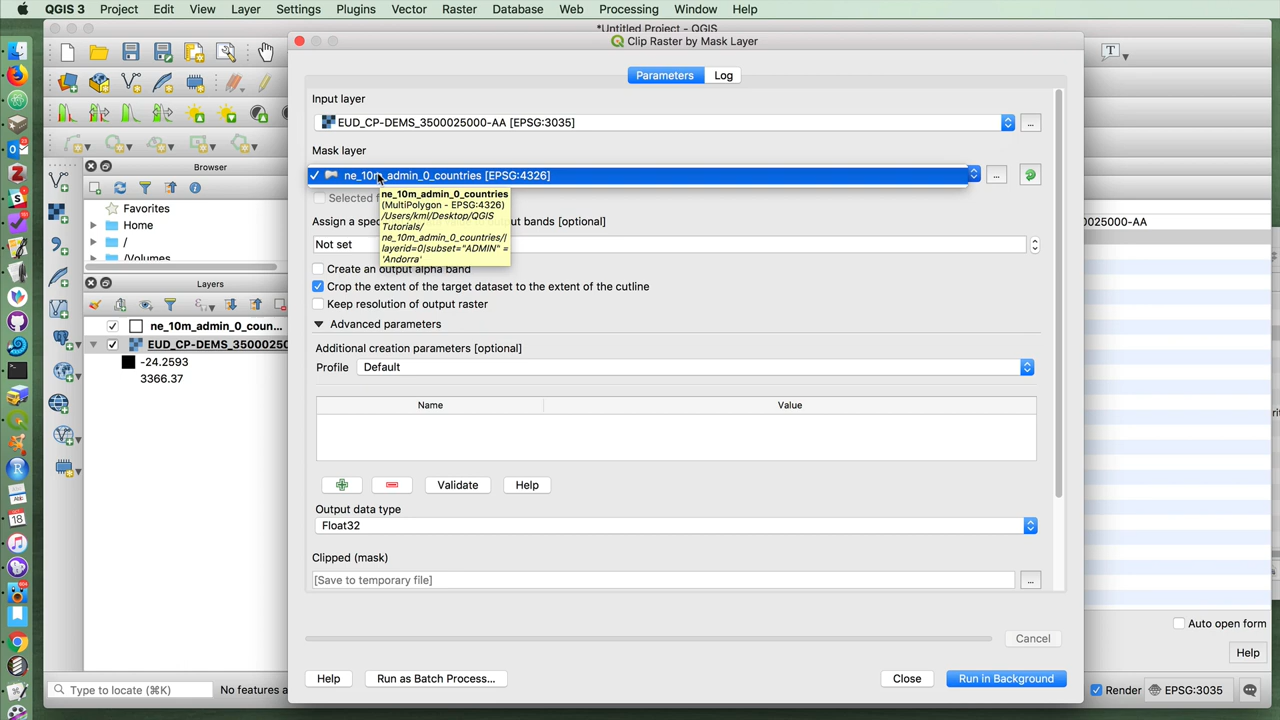 QGIS 3 Project Edit View Layer Settings Plugins Vector Raster Database Web Processing Window Help
*Untitled Project - QGIS
Clip Raster by Mask Layer
Parameters Log
Input layer
EUD_CP-DEMS_3500025000-AA [EPSG:3035]
...
Mask layer
ne_10m_admin_0_countries [EPSG:4326]
...
ne_10m_admin_0_countries
(MultiPolygon - EPSG:4326)
/Users/kml/Desktop/QGIS
Tutorials/
ne_10m_admin_0_countries/|
layerid=0|subset="ADMIN" =
'Andorra'
Selected f
Assign a spec
ut bands [optional]
Not set
Create an output alpha band
Crop the extent of the target dataset to the extent of the cutline
Keep resolution of output raster
Advanced parameters
Additional creation parameters [optional]
Profile Default
Name Value
Validate Help
Output data type
Float32
Clipped (mask)
[Save to temporary file]
...
Cancel
Help Run as Batch Process... Close Run in Background
Browser
Favorites
Home
/
/Volumes
Layers
ne_10m_admin_0_coun...
EUD_CP-DEMS_35000250
-24.2593
3366.37
Type to locate (⌘K) No features a
025000-AA
Auto open form
Help
Render EPSG:3035